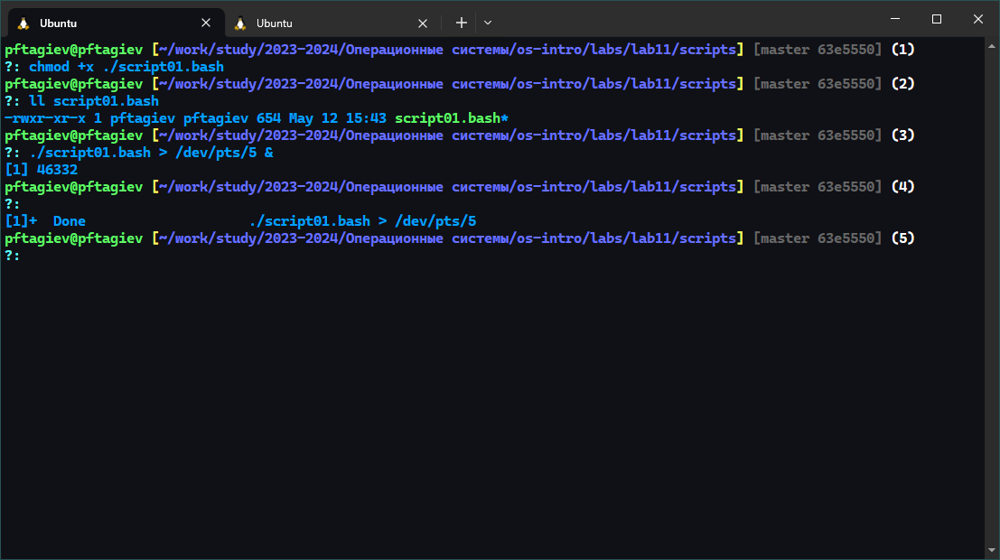 Ubuntu
Ubuntu
pftagiev@pftagiev [~/work/study/2023-2024/Операционные системы/os-intro/labs/lab11/scripts] [master 63e5550] (1)
?: chmod +x ./script01.bash
pftagiev@pftagiev [~/work/study/2023-2024/Операционные системы/os-intro/labs/lab11/scripts] [master 63e5550] (2)
?: ll script01.bash
-rwxr-xr-x 1 pftagiev pftagiev 654 May 12 15:43 script01.bash*
pftagiev@pftagiev [~/work/study/2023-2024/Операционные системы/os-intro/labs/lab11/scripts] [master 63e5550] (3)
?: ./script01.bash > /dev/pts/5 &
[1] 46332
pftagiev@pftagiev [~/work/study/2023-2024/Операционные системы/os-intro/labs/lab11/scripts] [master 63e5550] (4)
?:
[1]+  Done                    ./script01.bash > /dev/pts/5
pftagiev@pftagiev [~/work/study/2023-2024/Операционные системы/os-intro/labs/lab11/scripts] [master 63e5550] (5)
?: